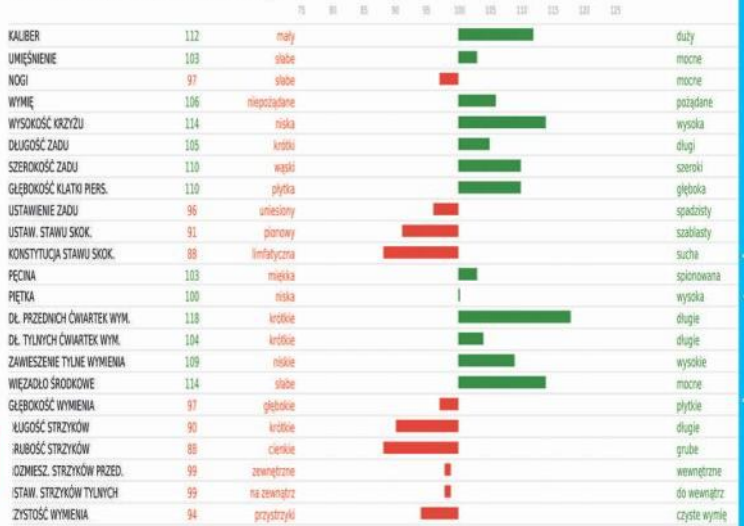 75 80 85 90 95 100 105 110 115 120 125
KALIBER 112 mały duży
UMIĘŚNIENIE 103 słabe mocne
NOGI 97 słabe mocne
WYMIĘ 106 niepożądane pożądane
WYSOKOŚĆ KRZYŻU 114 niska wysoka
DŁUGOŚĆ ZADU 105 krótki długi
SZEROKOŚĆ ZADU 110 wąski szeroki
GŁĘBOKOŚĆ KLATKI PIERS. 110 płytka głęboka
USTAWIENIE ZADU 96 uniesiony spadzisty
USTAW. STAWU SKOK. 91 pionowy szablasty
KONSTYTUCJA STAWU SKOK. 88 limfatyczna sucha
PĘCINA 103 miękka spionowana
PIĘTKA 100 niska wysoka
DŁ. PRZEDNICH ĆWIARTEK WYM. 118 krótkie długie
DŁ. TYLNYCH ĆWIARTEK WYM. 104 krótkie długie
ZAWIESZENIE TYLNE WYMIENIA 109 niskie wysokie
WIĘZADŁO ŚRODKOWE 114 słabe mocne
GŁĘBOKOŚĆ WYMIENIA 97 głębokie płytkie
ŁUGOŚĆ STRZYKÓW 90 krótkie długie
RUBOŚĆ STRZYKÓW 88 cienkie grube
OZMIESZ. STRZYKÓW PRZED. 99 zewnętrzne wewnętrzne
STAW. STRZYKÓW TYLNYCH 99 na zewnątrz do wewnątrz
ZYSTOŚĆ WYMIENIA 94 przystrzyki czyste wymię